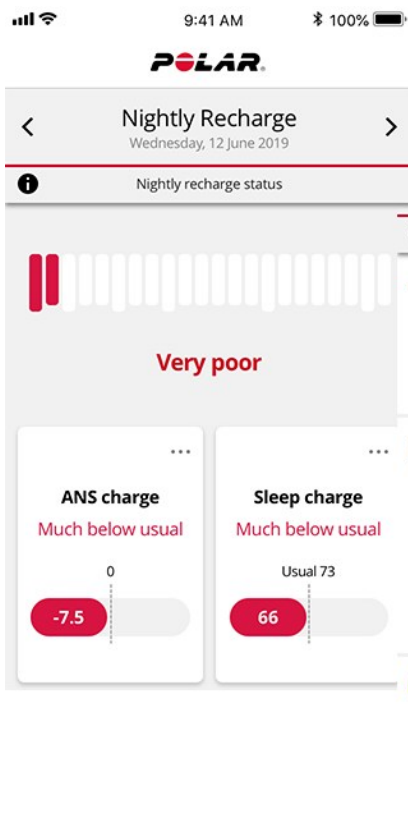 9:41 AM 100%
POLAR.
Nightly Recharge
Wednesday, 12 June 2019
Nightly recharge status
Very poor
ANS charge
Much below usual
0
-7.5
Sleep charge
Much below usual
Usual 73
66